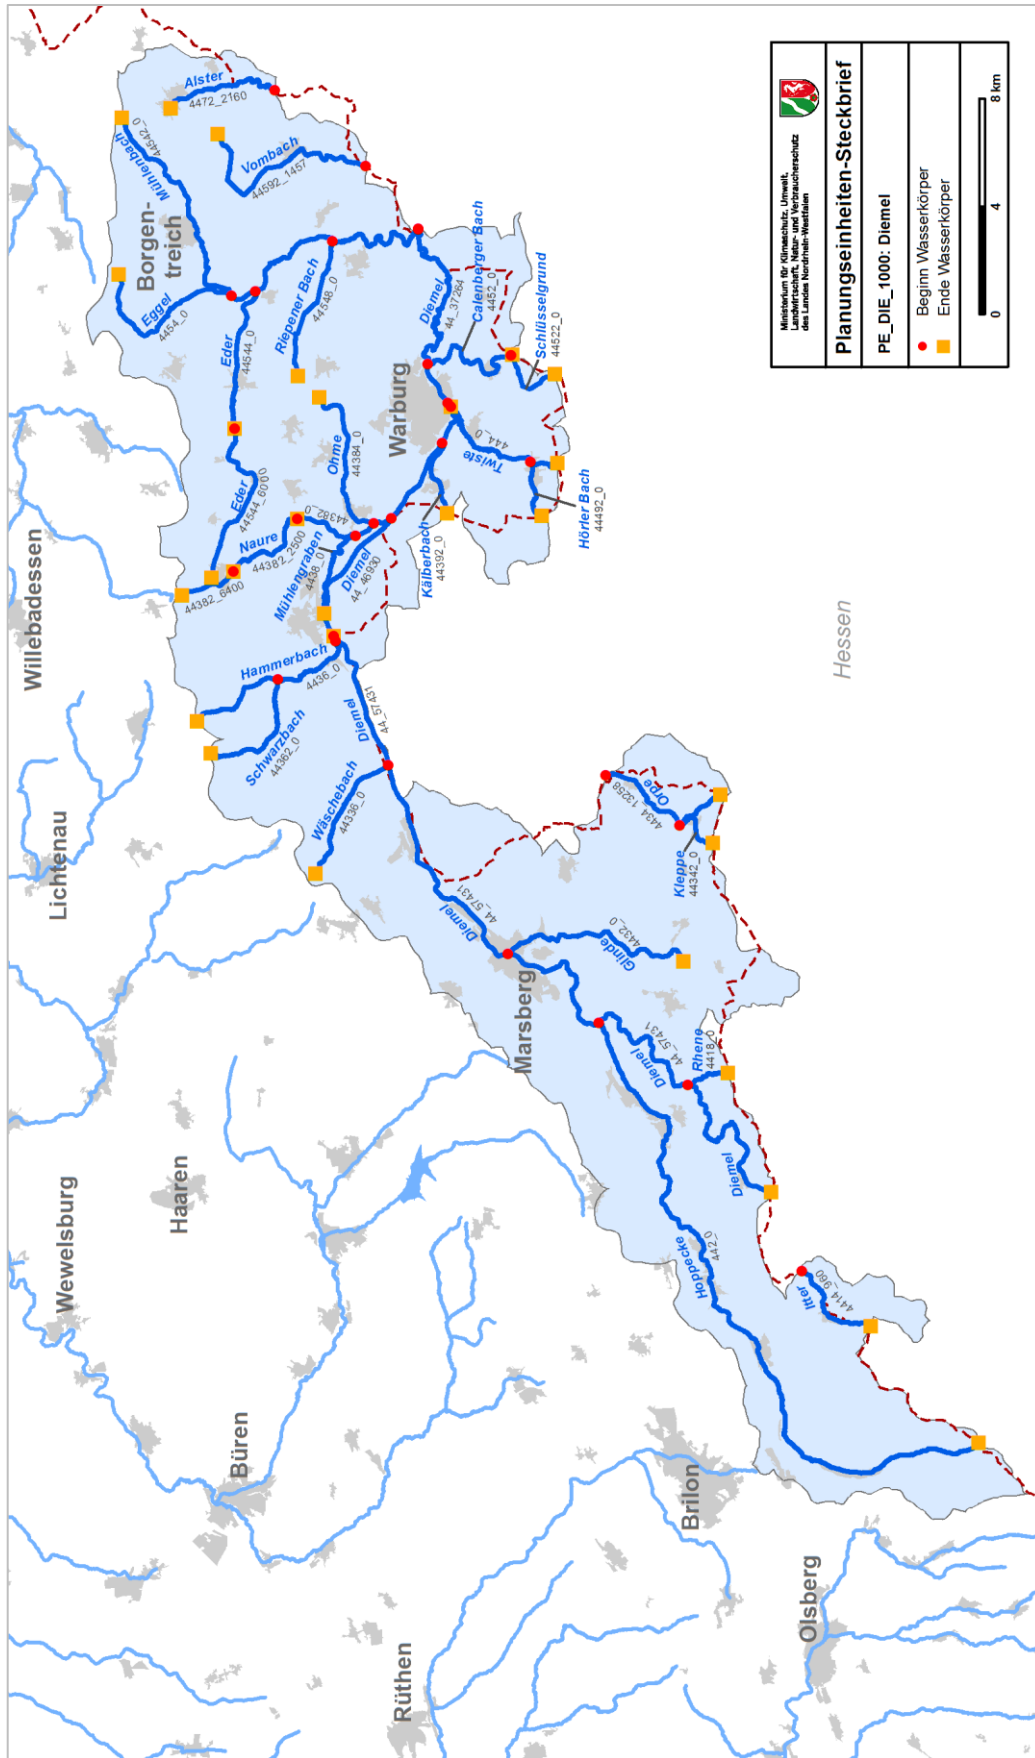 Ministerium für Klimaschutz, Umwelt,
Landwirtschaft, Natur- und Verbraucherschutz
des Landes Nordrhein-Westfalen
Planungseinheiten-Steckbrief
PE_DIE_1000: Diemel
Beginn Wasserkörper
Ende Wasserkörper
0 4 8 km
Wewelsburg
Lichtenau
Willebadessen
Haaren
Büren
Rüthen
Brilon
Olsberg
Marsberg
Warburg
Borgen-
treich
Hessen
Alster
4472_2160
Vombach
44592_1457
Mühlenbach
44542_0
Eggel
4454_0
Eder
44544_0
Eder
44544_6000
Riepener Bach
44548_0
Ohme
44384_0
Naure
44382_0
44382_2500
44382_6400
Mühlengraben
4438_0
Diemel
44_46930
Diemel
44_37264
Calenberger Bach
4452_0
Schlüsselgrund
44522_0
Twiste
444_0
Hörler Bach
44492_0
Kälberbach
44392_0
Hammerbach
4436_0
Schwarzbach
44362_0
Diemel
44_57431
Wäschebach
44336_0
Diemel
44_57431
Orpe
4434_13258
Kleppe
44342_0
Glinde
4432_0
Diemel
44_57431
Rhene
4418_0
Diemel
Hoppecke
442_0
Itter
4414_960